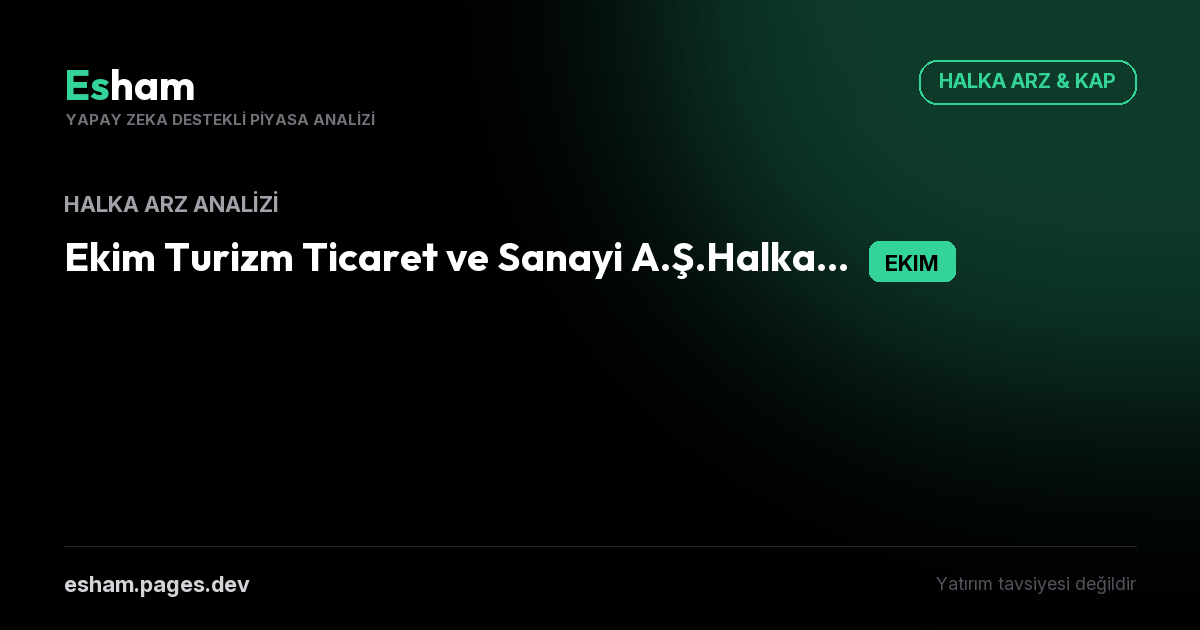 Esham
YAPAY ZEKA DESTEKLİ PİYASA ANALİZİ
HALKA ARZ & KAP
HALKA ARZ ANALİZİ
Ekim Turizm Ticaret ve Sanayi A.Ş.Halka... EKIM
esham.pages.dev
Yatırım tavsiyesi değildir